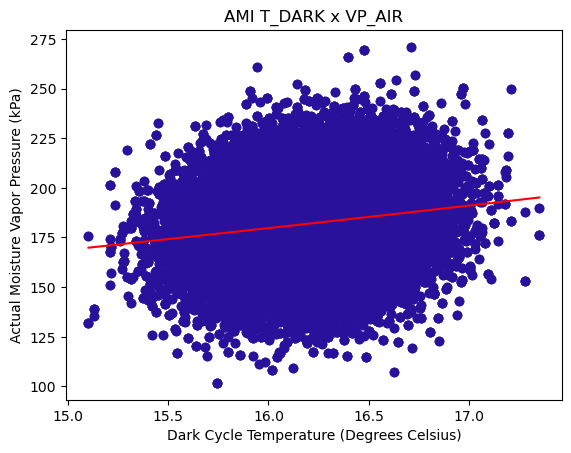 AMI T_DARK x VP_AIR
Actual Moisture Vapor Pressure (kPa)
275
250
225
200
175
150
125
100
15.0 15.5 16.0 16.5 17.0
Dark Cycle Temperature (Degrees Celsius)